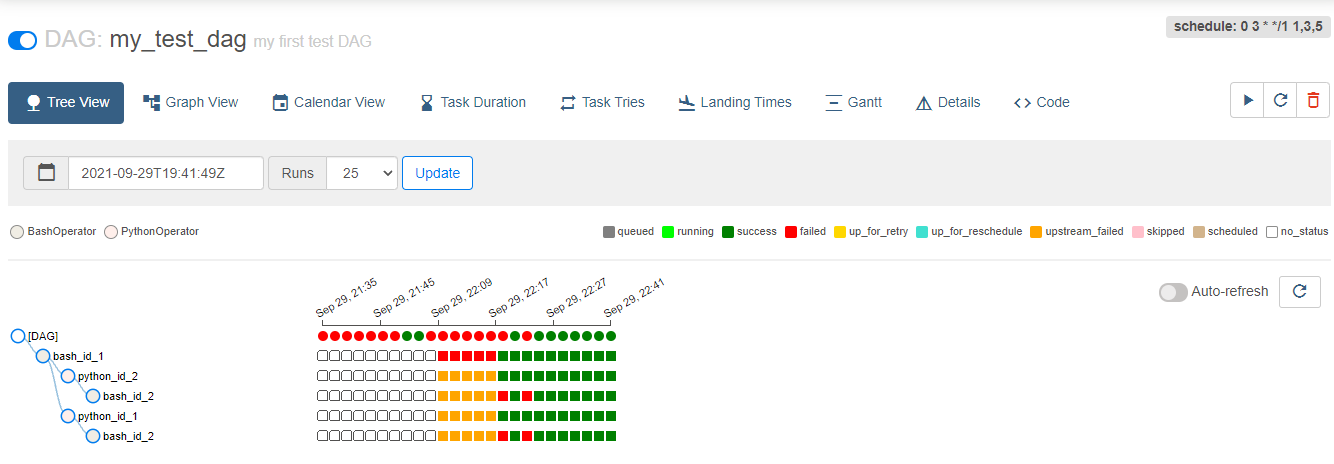 schedule: 0 3 * */1 1,3,5
DAG: my_test_dag my first test DAG
Tree View Graph View Calendar View Task Duration Task Tries Landing Times Gantt Details Code
2021-09-29T19:41:49Z Runs 25 Update
BashOperator PythonOperator queued running success failed up_for_retry up_for_reschedule upstream_failed skipped scheduled no_status
Sep 29, 21:35 Sep 29, 21:45 Sep 29, 22:09 Sep 29, 22:17 Sep 29, 22:27 Sep 29, 22:41
Auto-refresh
[DAG]
bash_id_1
python_id_2
bash_id_2
python_id_1
bash_id_2